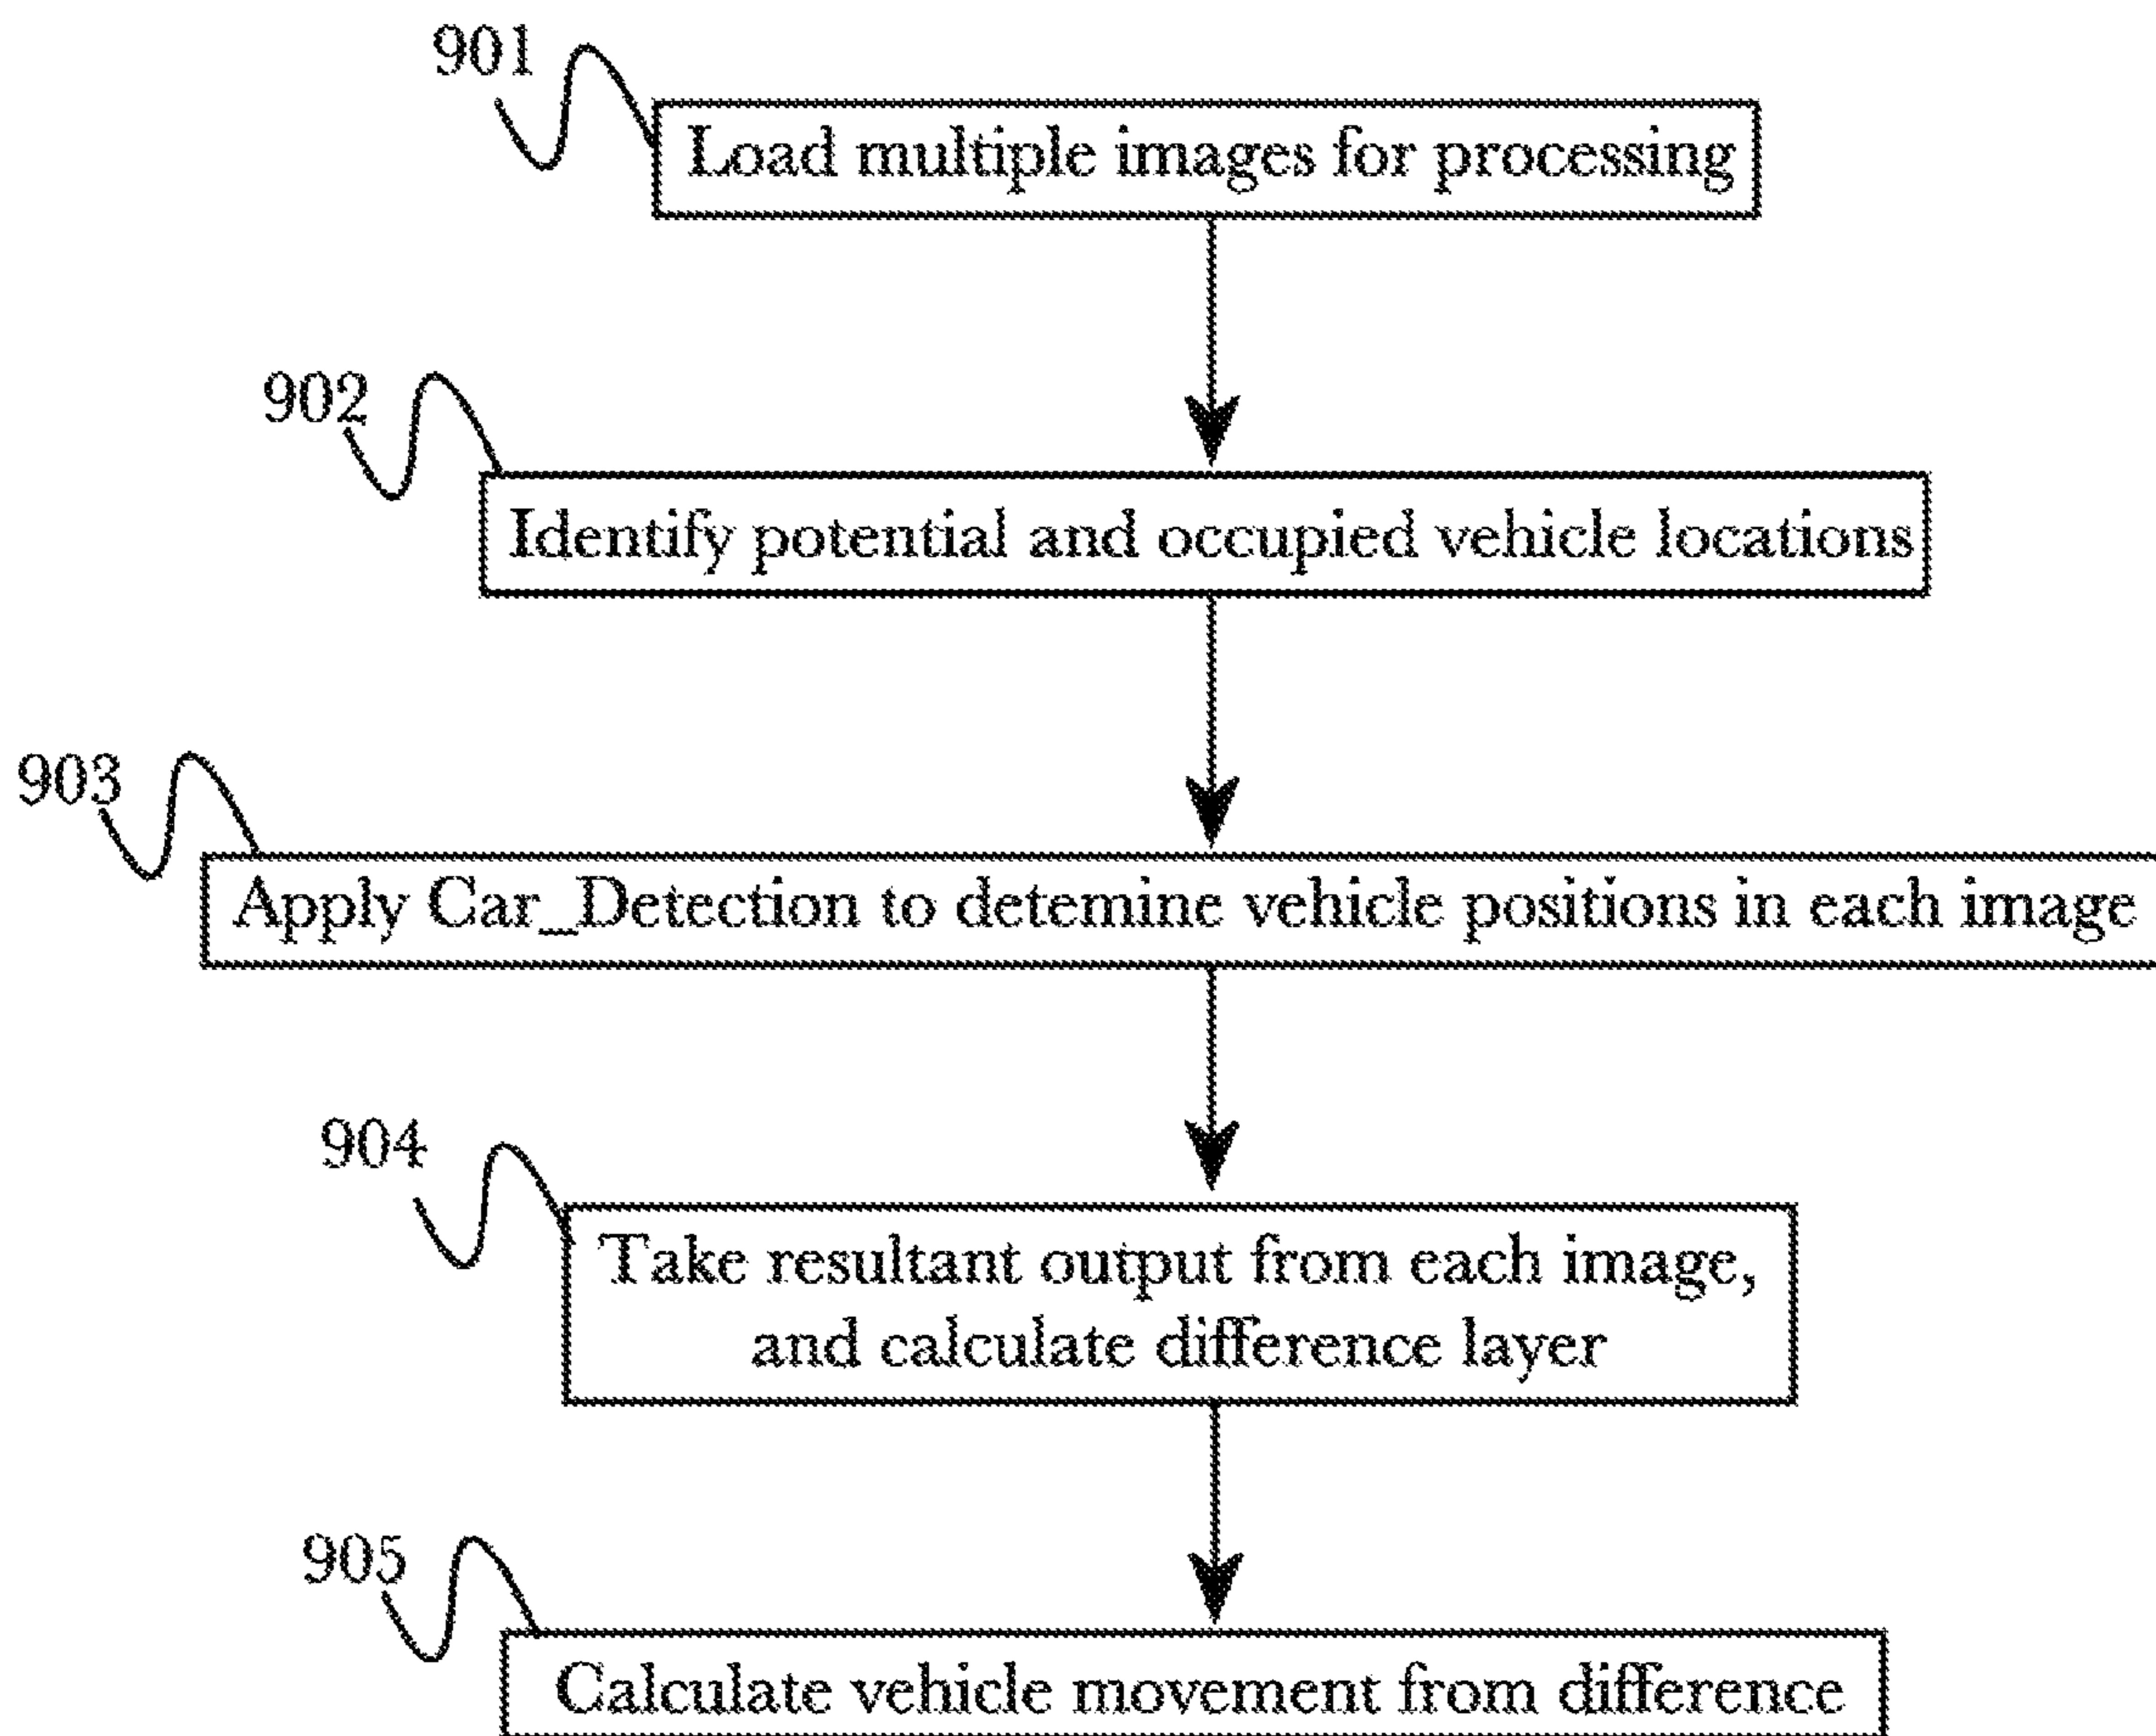 901
Load multiple images for processing
902
Identify potential and occupied vehicle locations
903
Apply Car_Detection to detemine vehicle positions in each image
904
Take resultant output from each image,
and calculate difference layer
905
Calculate vehicle movement from difference